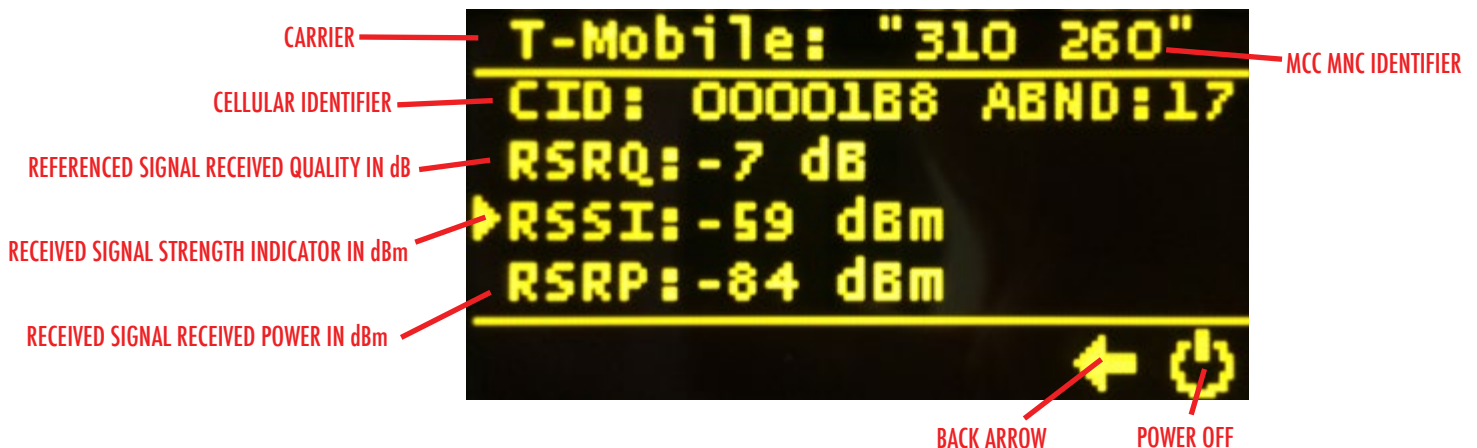 CARRIER
T-Mobile: "310 260"
MCC MNC IDENTIFIER
CELLULAR IDENTIFIER
CID: 00001B8 ABND:17
REFERENCED SIGNAL RECEIVED QUALITY IN dB
RSRQ:-7 dB
RECEIVED SIGNAL STRENGTH INDICATOR IN dBm
RSSI:-59 dBm
RECEIVED SIGNAL RECEIVED POWER IN dBm
RSRP:-84 dBm
BACK ARROW
POWER OFF